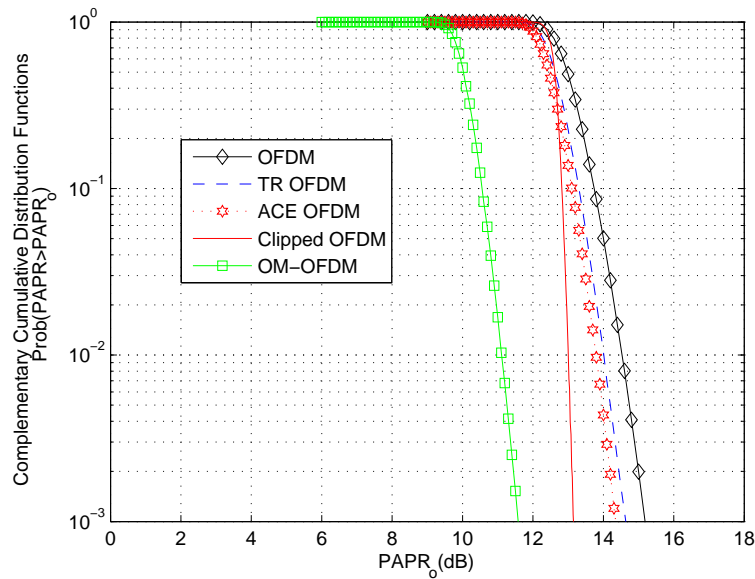 Complementary Cumulative Distribution Functions
Prob(PAPR>PAPR_o)
10^0
10^-1
10^-2
10^-3
OFDM
TR OFDM
ACE OFDM
Clipped OFDM
OM-OFDM
0 2 4 6 8 10 12 14 16 18
PAPR_o(dB)